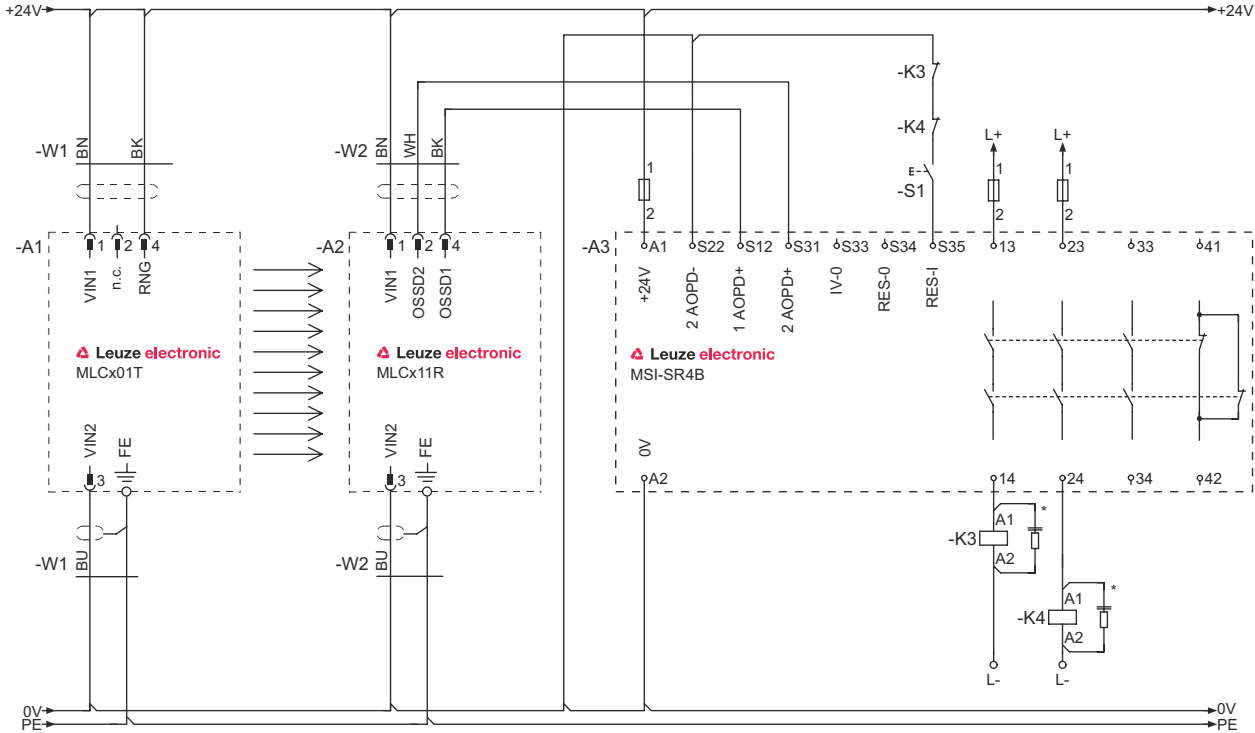 +24V
+24V
-K3
-K4
L+
L+
-W1
BN
BK
-W2
BN
WH
BK
1
2
E
-S1
1
2
1
2
-A1
1
2
4
-A2
1
2
4
-A3
A1
S22
S12
S31
S33
S34
S35
13
23
33
41
VIN1
n.c.
RNG
VIN1
OSSD2
OSSD1
+24V
2 AOPD-
1 AOPD+
2 AOPD+
IV-0
RES-0
RES-I
Leuze electronic
MLCx01T
Leuze electronic
MLCx11R
Leuze electronic
MSI-SR4B
VIN2
FE
VIN2
FE
0V
3
3
A2
14
24
34
42
-W1
BU
-W2
BU
-K3
A1
A2
*
-K4
A1
A2
*
L-
L-
0V
0V
PE
PE